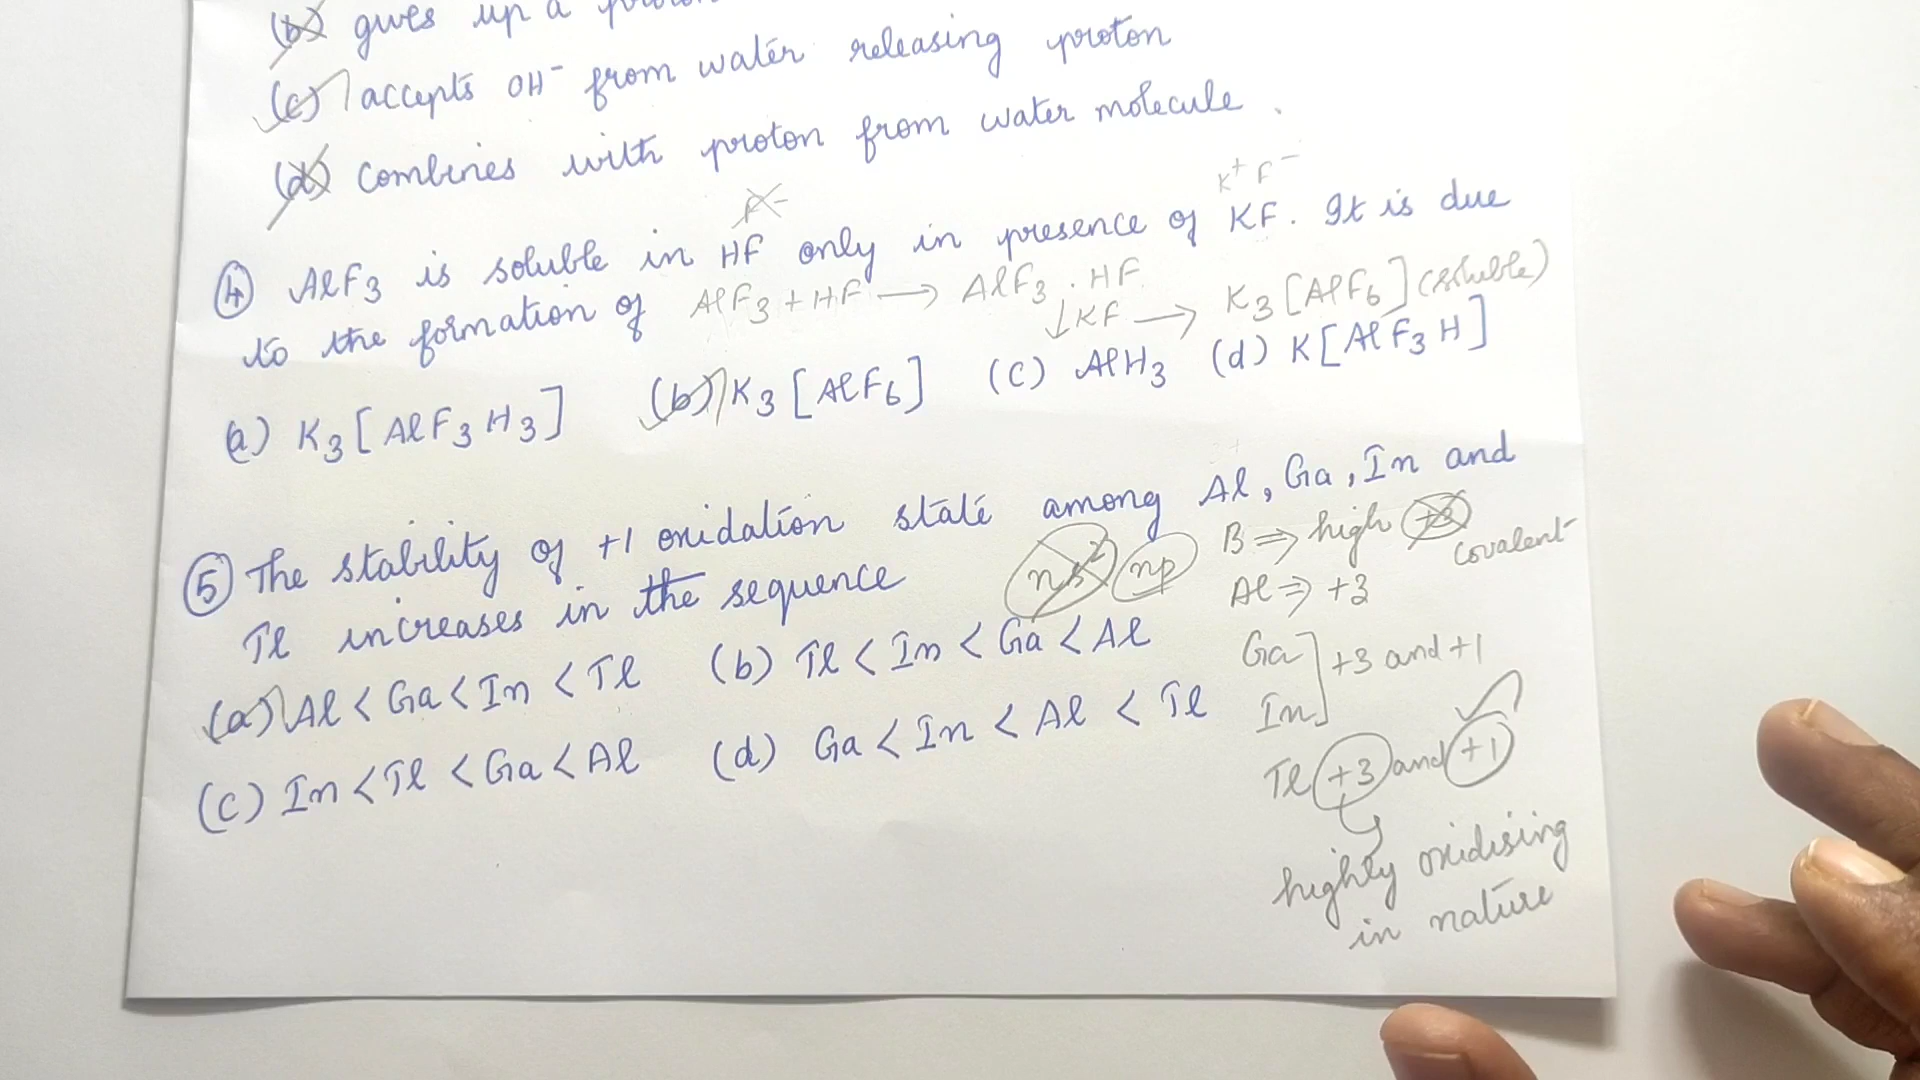 (b) gives up a
(c) accepts OH⁻ from water releasing proton
(d) combines with proton from water molecule.
K⁺ F⁻
F⁻
④ AlF₃ is soluble in HF only in presence of KF. It is due
to the formation of AlF₃ + HF → AlF₃ . HF
↓KF → K₃[AlF₆] (soluble)
(a) K₃[AlF₃H₃] (b) K₃[AlF₆] (c) AlH₃ (d) K[AlF₃H]
⑤ The stability of +1 oxidation state among Al, Ga, In and
Tl increases in the sequence
ns² np
B ⇒ high +3
covalent
Al ⇒ +3
Ga
In
+3 and +1
Tl +3 and +1
highly oxidising
in nature
(a) Al < Ga < In < Tl (b) Tl < In < Ga < Al
(c) In < Tl < Ga < Al (d) Ga < In < Al < Tl